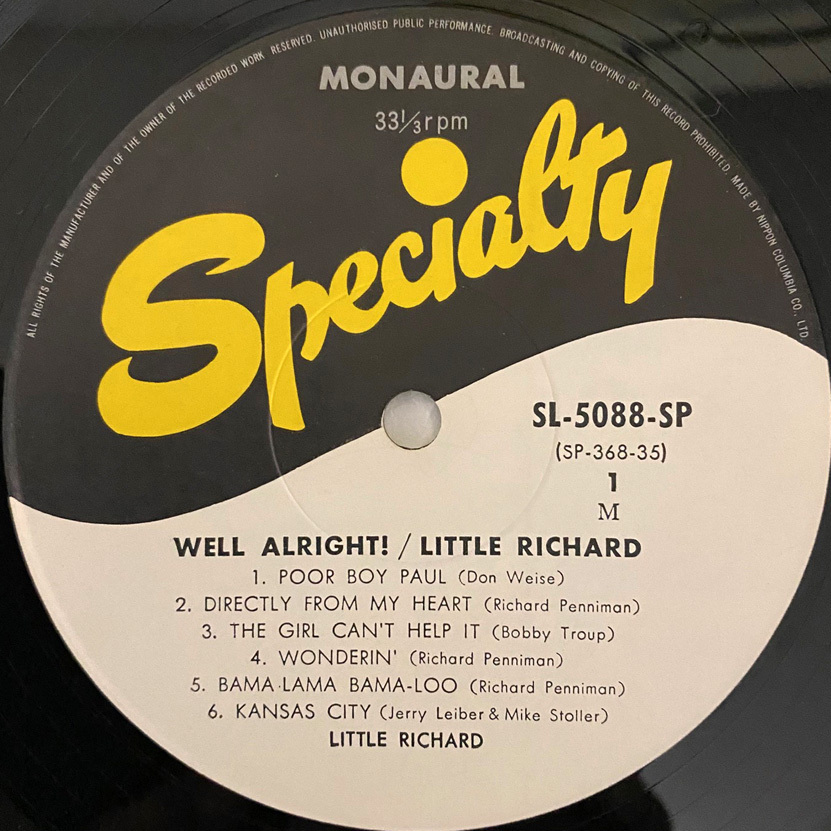 ALL RIGHTS OF THE MANUFACTURER AND OF THE OWNER OF THE RECORDED WORK RESERVED. UNAUTHORISED PUBLIC PERFORMANCE, BROADCASTING AND COPYING OF THIS RECORD PROHIBITED. MADE BY NIPPON COLUMBIA CO., LTD
MONAURAL
33⅓rpm
Specialty
SL-5088-SP
(SP-368-35)
1
M
WELL ALRIGHT! / LITTLE RICHARD
1. POOR BOY PAUL (Don Weise)
2. DIRECTLY FROM MY HEART (Richard Penniman)
3. THE GIRL CAN'T HELP IT (Bobby Troup)
4. WONDERIN' (Richard Penniman)
5. BAMA-LAMA BAMA-LOO (Richard Penniman)
6. KANSAS CITY (Jerry Leiber & Mike Stoller)
LITTLE RICHARD